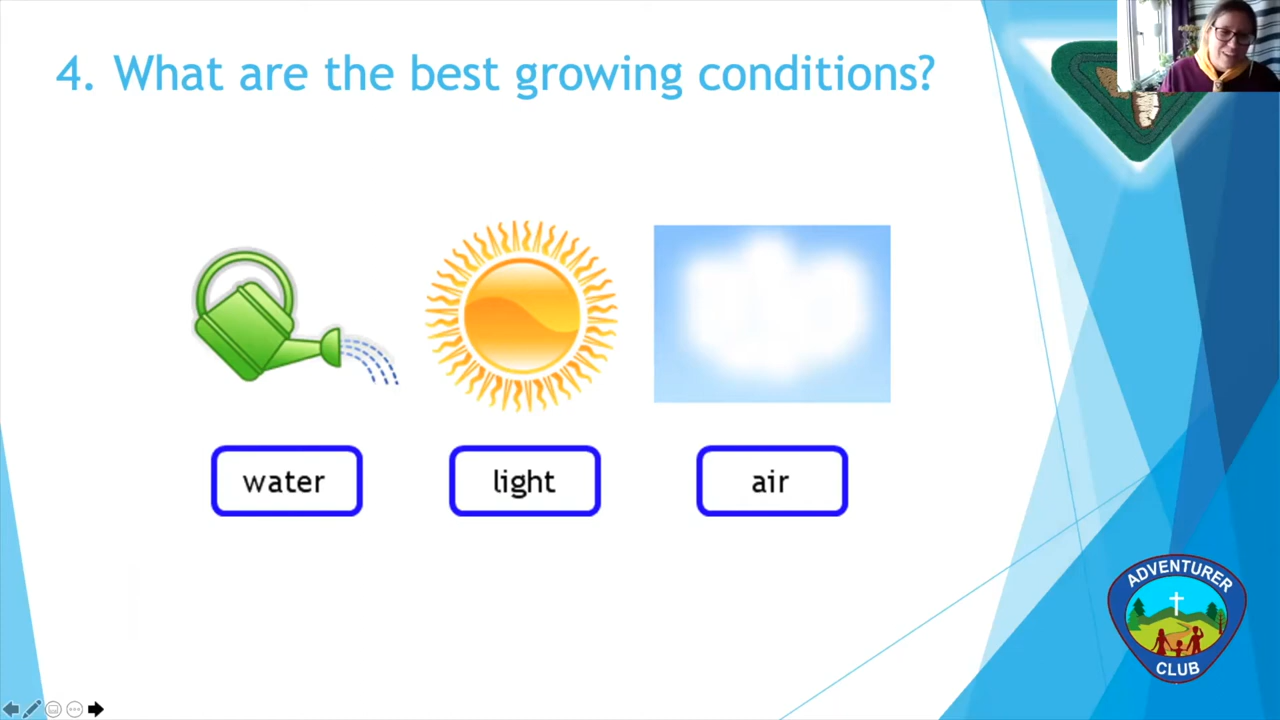 4. What are the best growing conditions?
water
light
air
ADVENTURER
CLUB